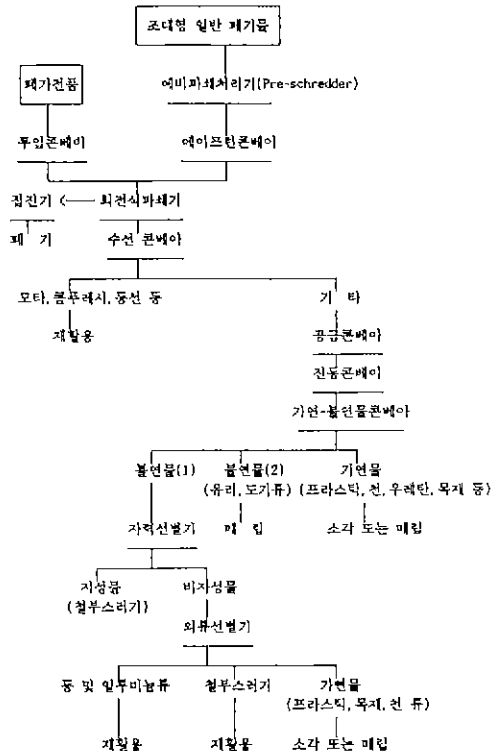 조대형 일반 폐기물
폐가전품
예비파쇄처리기(Pre-schredder)
투입콘베이
에이프런콘베이
집진기
회전식파쇄기
폐 기
수선 콘베아
모타, 콤푸레시, 동선 등
기 타
재활용
공급콘베아
진동콘베이
가연-불연물콘베아
불연물(1)
불연물(2)
가연물
(유리, 도기류)
(프라스틱, 천, 우레탄, 목재 등)
자력선별기
매 립
소각 또는 매립
자성물
비자성물
(철부스러기)
와류선별기
동 및 알루미늄류
철부스러기
가연물
(프라스틱, 목재, 천 류)
재활용
재활용
소각 또는 매립